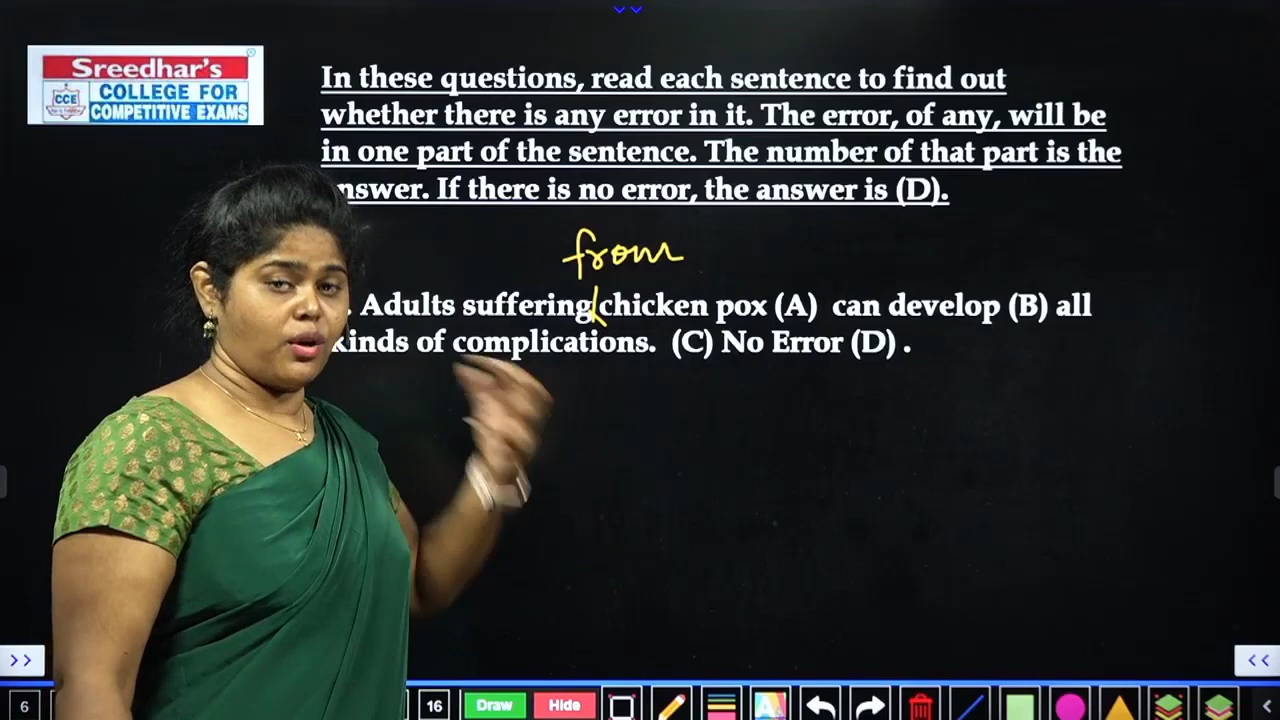 Sreedhar's
CCE
COLLEGE FOR
COMPETITIVE EXAMS
In these questions, read each sentence to find out
whether there is any error in it. The error, of any, will be
in one part of the sentence. The number of that part is the
nswer. If there is no error, the answer is (D).
from
. Adults suffering chicken pox (A) can develop (B) all
kinds of complications. (C) No Error (D) .
>>
<<
6
16
Draw
Hide
A
<